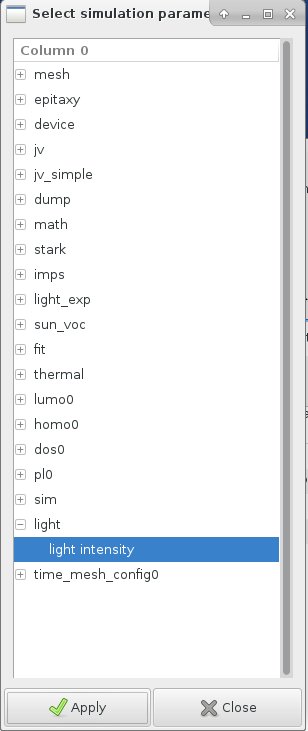 Select simulation parame
Column 0
mesh
epitaxy
device
jv
jv_simple
dump
math
stark
imps
light_exp
sun_voc
fit
thermal
lumo0
homo0
dos0
pl0
sim
light
light intensity
time_mesh_config0
Apply
Close